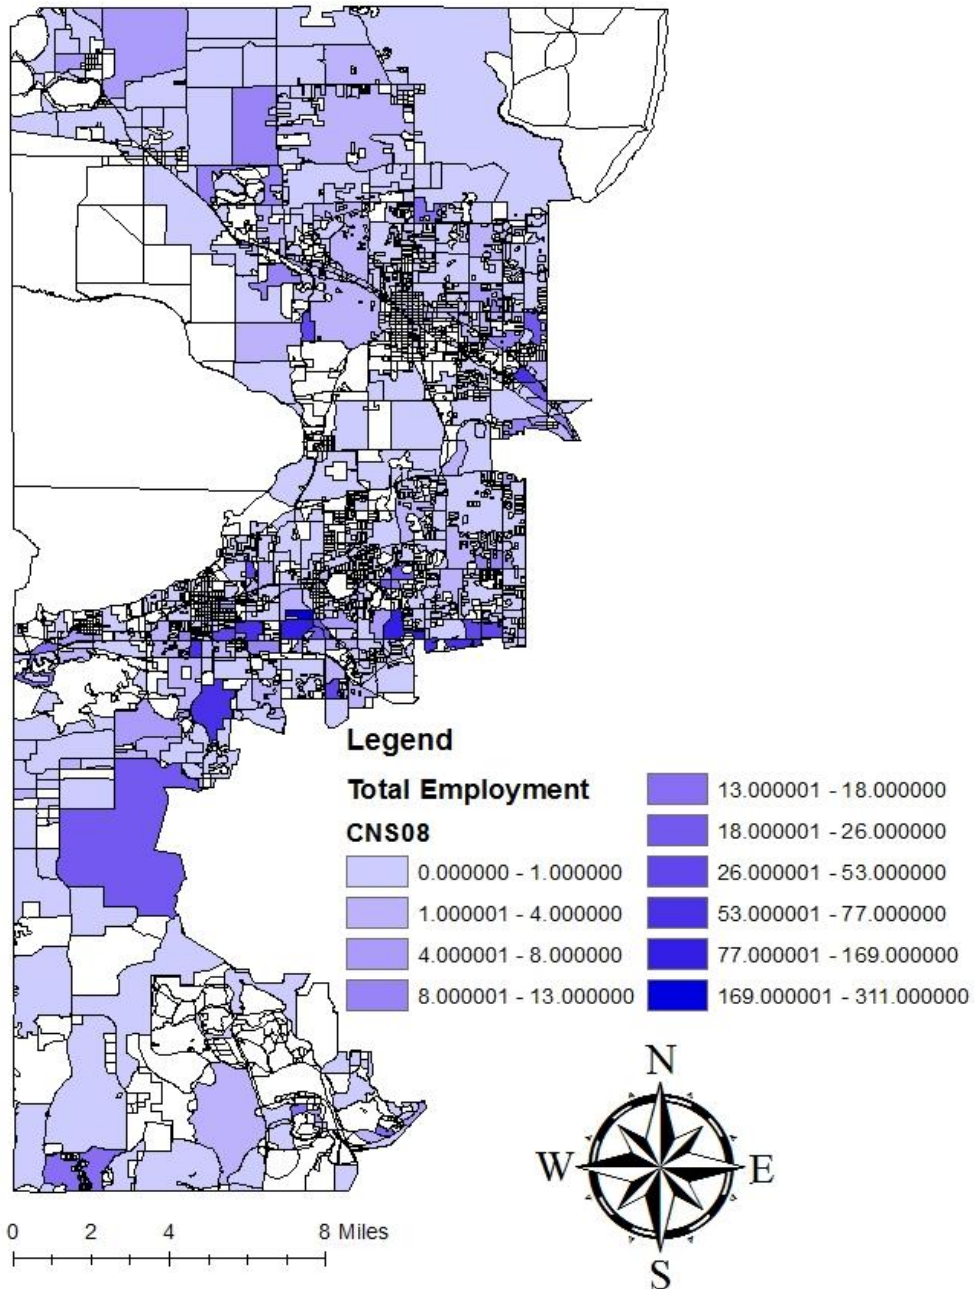 Legend
Total Employment
CNS08
0.000000 - 1.000000
1.000001 - 4.000000
4.000001 - 8.000000
8.000001 - 13.000000
13.000001 - 18.000000
18.000001 - 26.000000
26.000001 - 53.000000
53.000001 - 77.000000
77.000001 - 169.000000
169.000001 - 311.000000
N
W E
S
0 2 4 8 Miles